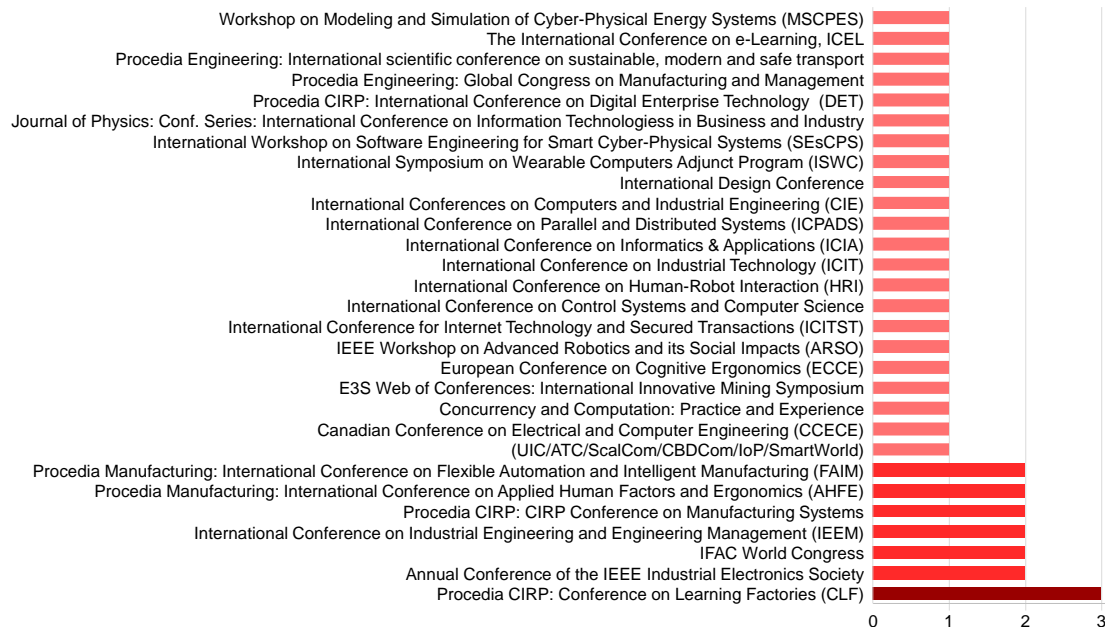 Workshop on Modeling and Simulation of Cyber-Physical Energy Systems (MSCPES)
The International Conference on e-Learning, ICEL
Procedia Engineering: International scientific conference on sustainable, modern and safe transport
Procedia Engineering: Global Congress on Manufacturing and Management
Procedia CIRP: International Conference on Digital Enterprise Technology  (DET)
Journal of Physics: Conf. Series: International Conference on Information Technologiess in Business and Industry
International Workshop on Software Engineering for Smart Cyber-Physical Systems (SEsCPS)
International Symposium on Wearable Computers Adjunct Program (ISWC)
International Design Conference
International Conferences on Computers and Industrial Engineering (CIE)
International Conference on Parallel and Distributed Systems (ICPADS)
International Conference on Informatics & Applications (ICIA)
International Conference on Industrial Technology (ICIT)
International Conference on Human-Robot Interaction (HRI)
International Conference on Control Systems and Computer Science
International Conference for Internet Technology and Secured Transactions (ICITST)
IEEE Workshop on Advanced Robotics and its Social Impacts (ARSO)
European Conference on Cognitive Ergonomics (ECCE)
E3S Web of Conferences: International Innovative Mining Symposium
Concurrency and Computation: Practice and Experience
Canadian Conference on Electrical and Computer Engineering (CCECE)
(UIC/ATC/ScalCom/CBDCom/IoP/SmartWorld)
Procedia Manufacturing: International Conference on Flexible Automation and Intelligent Manufacturing (FAIM)
Procedia Manufacturing: International Conference on Applied Human Factors and Ergonomics (AHFE)
Procedia CIRP: CIRP Conference on Manufacturing Systems
International Conference on Industrial Engineering and Engineering Management (IEEM)
IFAC World Congress
Annual Conference of the IEEE Industrial Electronics Society
Procedia CIRP: Conference on Learning Factories (CLF)
0 1 2 3